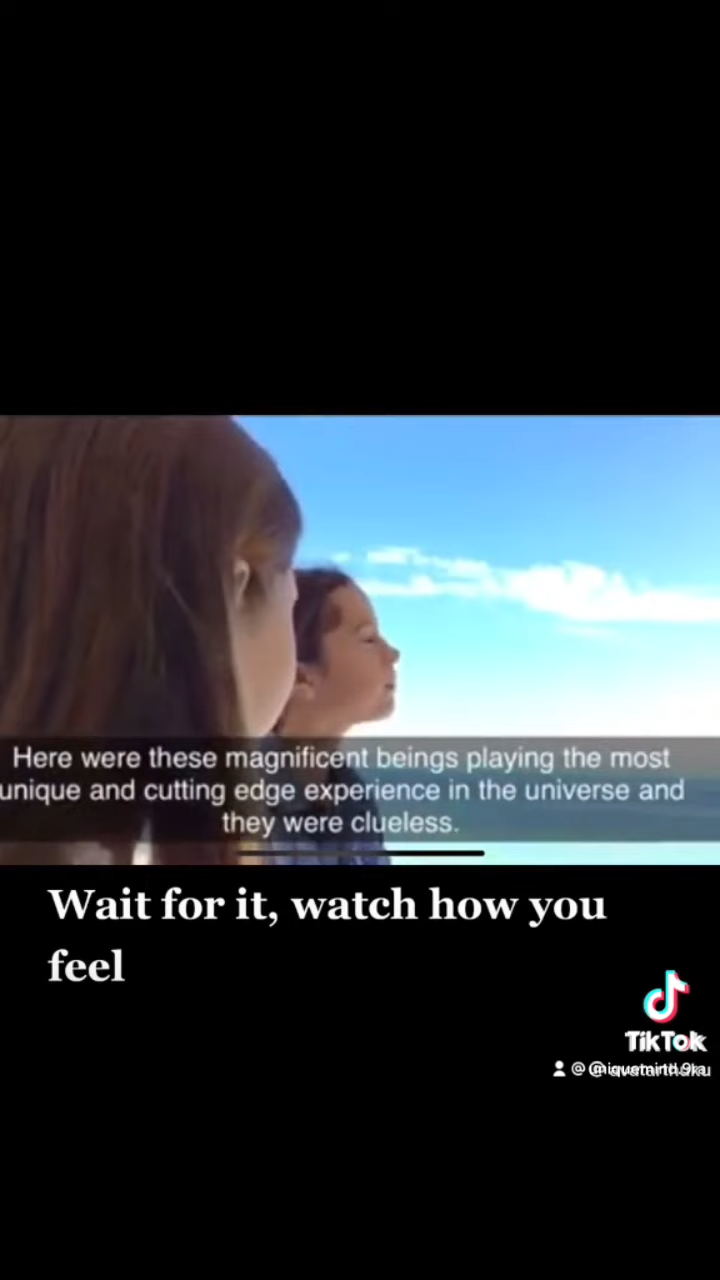 Here were these magnificent beings playing the most
unique and cutting edge experience in the universe and
they were clueless.
Wait for it, watch how you
feel
TikTok